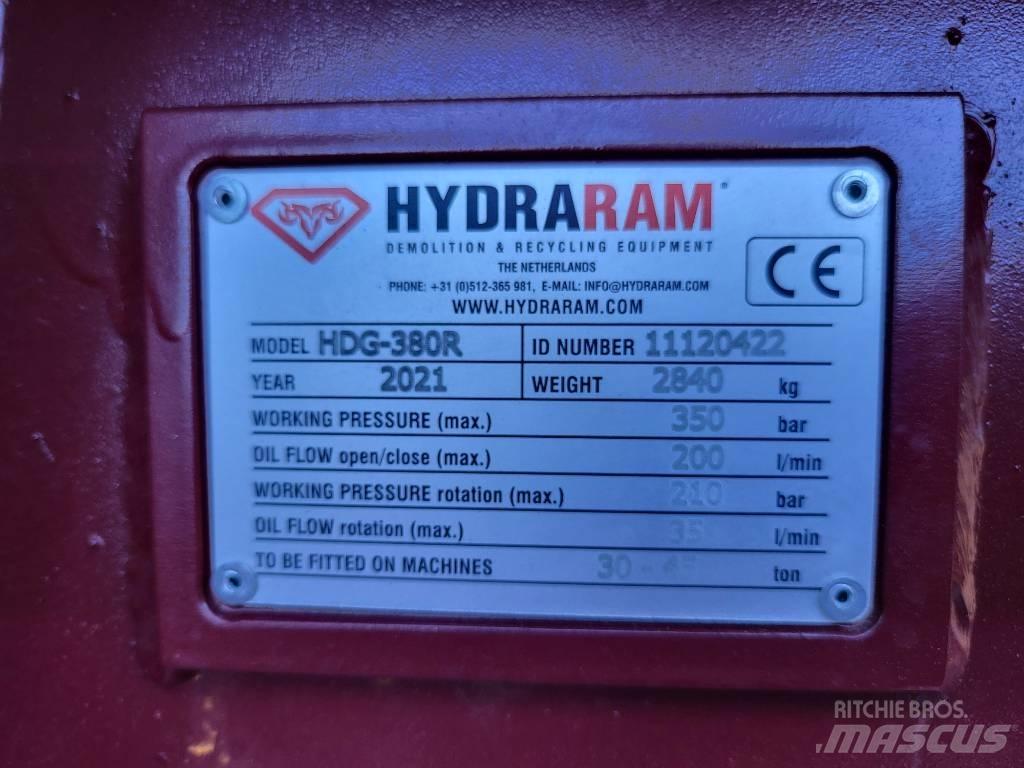 HYDRARAM®
DEMOLITION & RECYCLING EQUIPMENT
THE NETHERLANDS
PHONE: +31 (0)512-365 981, E-MAIL: INFO@HYDRARAM.COM
WWW.HYDRARAM.COM
CE
MODEL HDG-380R ID NUMBER 11120422
YEAR 2021 WEIGHT 2840 kg
WORKING PRESSURE (max.) 350 bar
OIL FLOW open/close (max.) 200 l/min
WORKING PRESSURE rotation (max.) 210 bar
OIL FLOW rotation (max.) 35 l/min
TO BE FITTED ON MACHINES 30 - ton
RITCHIE BROS.
MASCUS